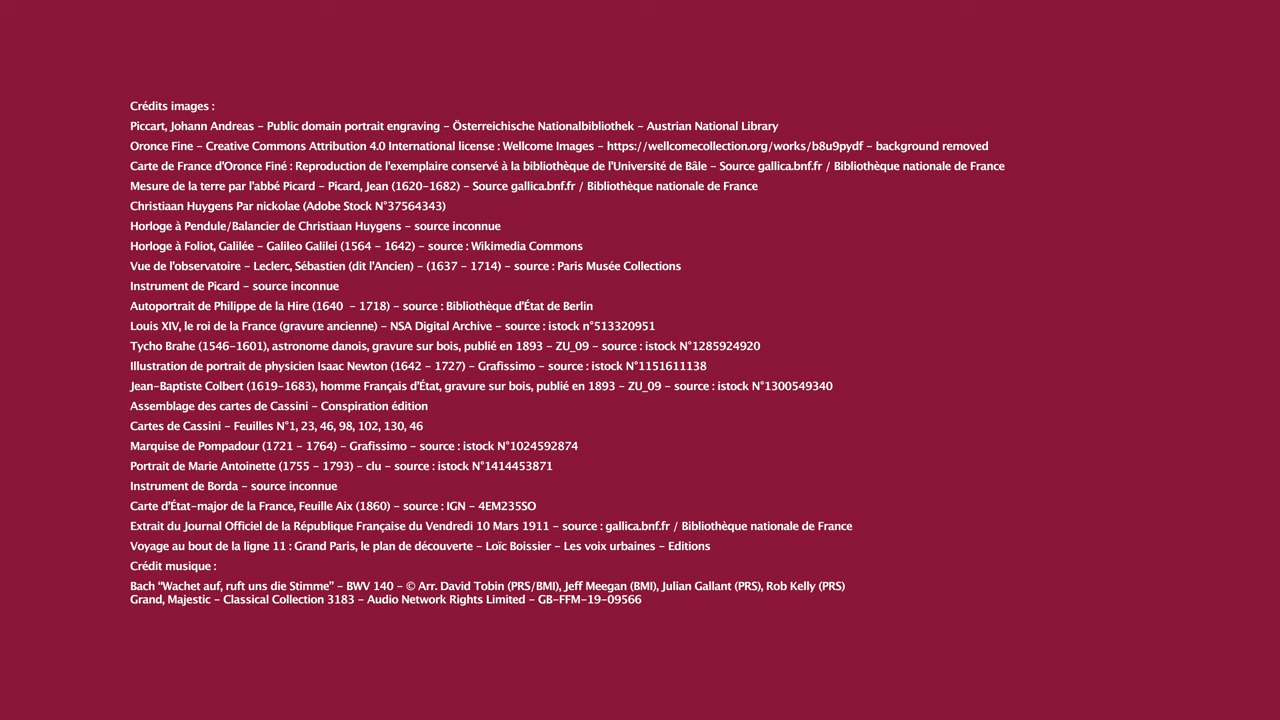 Crédits images :
Piccart, Johann Andreas – Public domain portrait engraving – Österreichische Nationalbibliothek – Austrian National Library
Oronce Fine – Creative Commons Attribution 4.0 International license : Wellcome Images – https://wellcomecollection.org/works/b8u9pydf – background removed
Carte de France d'Oronce Finé : Reproduction de l'exemplaire conservé à la bibliothèque de l'Université de Bâle – Source gallica.bnf.fr / Bibliothèque nationale de France
Mesure de la terre par l'abbé Picard – Picard, Jean (1620-1682) – Source gallica.bnf.fr / Bibliothèque nationale de France
Christiaan Huygens Par nickolae (Adobe Stock N°37564343)
Horloge à Pendule/Balancier de Christiaan Huygens – source inconnue
Horloge à Foliot, Galilée – Galileo Galilei (1564 – 1642) – source : Wikimedia Commons
Vue de l'observatoire – Leclerc, Sébastien (dit l'Ancien) – (1637 – 1714) – source : Paris Musée Collections
Instrument de Picard – source inconnue
Autoportrait de Philippe de la Hire (1640  – 1718) – source : Bibliothèque d'État de Berlin
Louis XIV, le roi de la France (gravure ancienne) – NSA Digital Archive – source : istock n°513320951
Tycho Brahe (1546-1601), astronome danois, gravure sur bois, publié en 1893 – ZU_09 – source : istock N°1285924920
Illustration de portrait de physicien Isaac Newton (1642 – 1727) – Grafissimo – source : istock N°1151611138
Jean-Baptiste Colbert (1619-1683), homme Français d'État, gravure sur bois, publié en 1893 – ZU_09 – source : istock N°1300549340
Assemblage des cartes de Cassini – Conspiration édition
Cartes de Cassini – Feuilles N°1, 23, 46, 98, 102, 130, 46
Marquise de Pompadour (1721 – 1764) – Grafissimo – source : istock N°1024592874
Portrait de Marie Antoinette (1755 – 1793) – clu – source : istock N°1414453871
Instrument de Borda – source inconnue
Carte d'État-major de la France, Feuille Aix (1860) – source : IGN – 4EM235SO
Extrait du Journal Officiel de la République Française du Vendredi 10 Mars 1911 – source : gallica.bnf.fr / Bibliothèque nationale de France
Voyage au bout de la ligne 11 : Grand Paris, le plan de découverte – Loïc Boissier – Les voix urbaines – Editions
Crédit musique :
Bach “Wachet auf, ruft uns die Stimme” – BWV 140 – © Arr. David Tobin (PRS/BMI), Jeff Meegan (BMI), Julian Gallant (PRS), Rob Kelly (PRS)
Grand, Majestic – Classical Collection 3183 – Audio Network Rights Limited – GB-FFM-19-09566